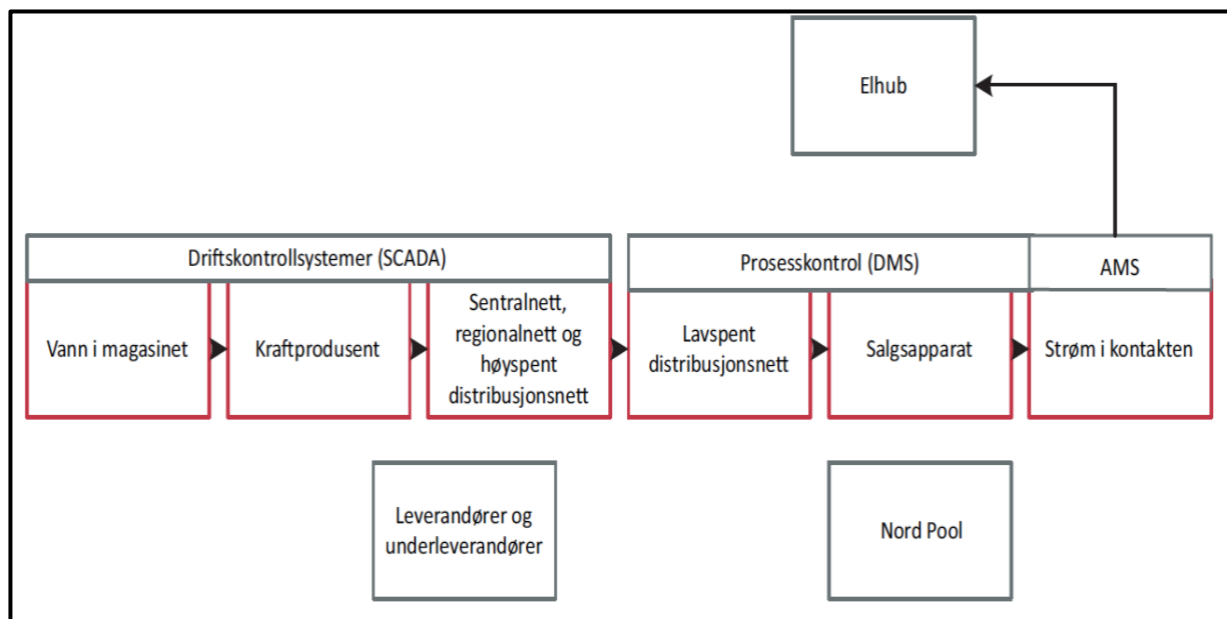 Elhub
Driftskontrollsystemer (SCADA)
Prosesskontrol (DMS)
AMS
Vann i magasinet
Kraftprodusent
Sentralnett,
regionalnett og
høyspent
distribusjonsnett
Lavspent
distribusjonsnett
Salgsapparat
Strøm i kontakten
Leverandører og
underleverandører
Nord Pool